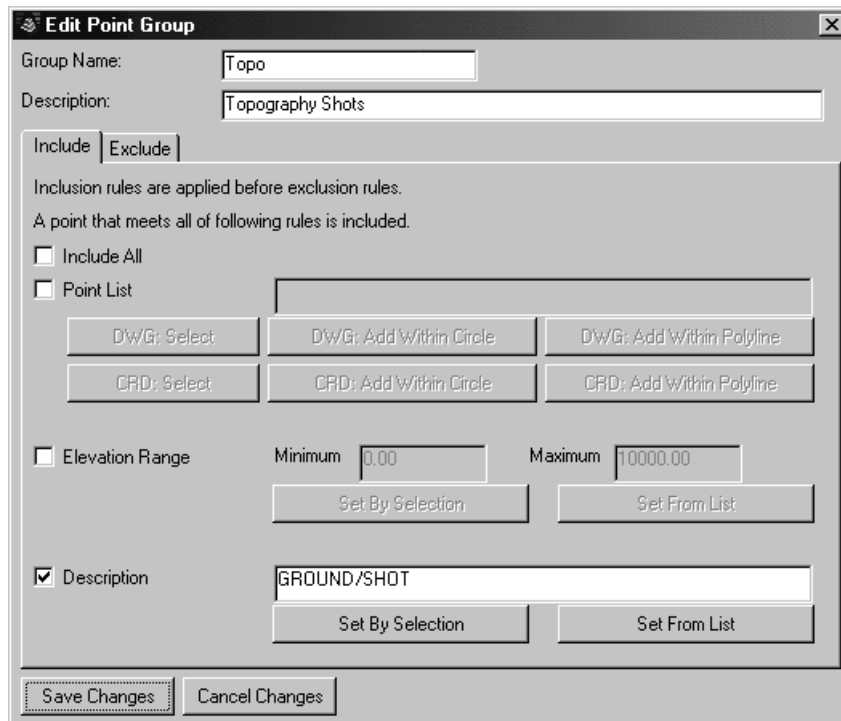 Edit Point Group
Group Name: Topo
Description: Topography Shots
Include Exclude
Inclusion rules are applied before exclusion rules.
A point that meets all of following rules is included.
Include All
Point List
DWG: Select DWG: Add Within Circle DWG: Add Within Polyline
CRD: Select CRD: Add Within Circle CRD: Add Within Polyline
Elevation Range Minimum 0.00 Maximum 10000.00
Set By Selection Set From List
Description GROUND/SHOT
Set By Selection Set From List
Save Changes Cancel Changes